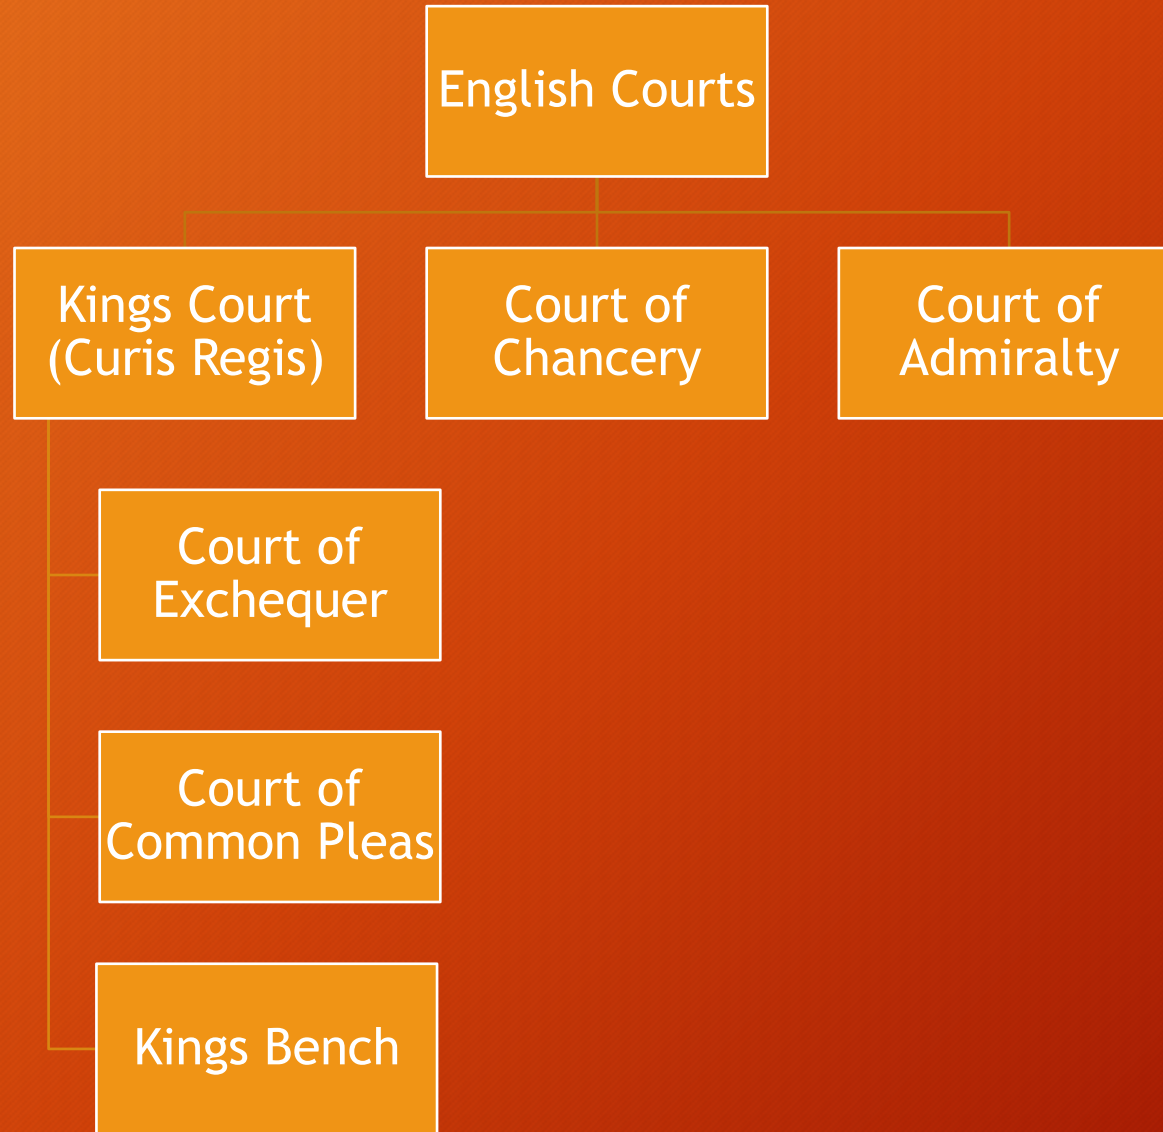 English Courts
Kings Court
(Curis Regis)
Court of
Chancery
Court of
Admiralty
Court of
Exchequer
Court of
Common Pleas
Kings Bench